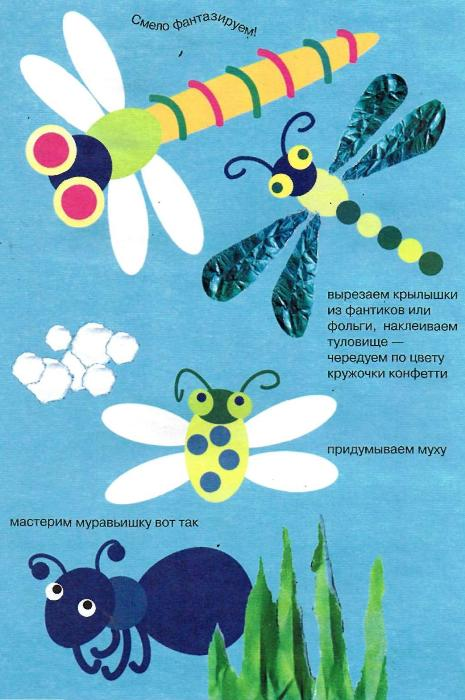 Смело фантазируем!
вырезаем крылышки
из фантиков или
фольги, наклеиваем
туловище —
чередуем по цвету
кружочки конфетти
придумываем муху
мастерим муравьишку вот так